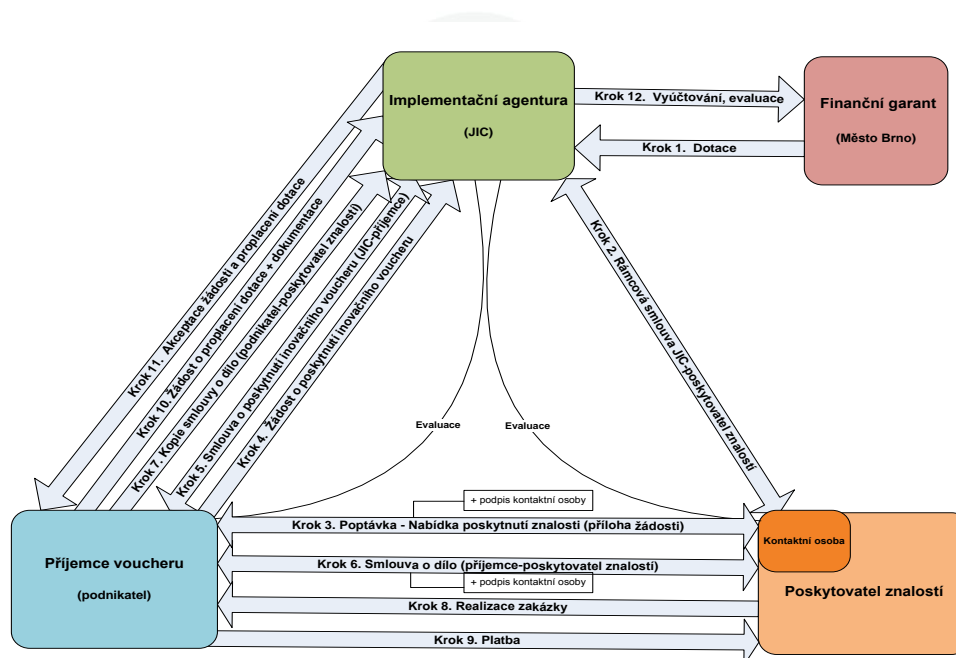 Implementační agentura
(JIC)
Krok 12. Vyúčtování, evaluace
Finanční garant
(Město Brno)
Krok 1. Dotace
Krok 2. Rámcová smlouva JIC-poskytovatel znalostí
Krok 11. Akceptace žádosti a proplacení dotace
Krok 10. Žádost o proplacení dotace + dokumentace
Krok 7. Kopie smlouvy o dílo (podnikatel-poskytovatel znalostí)
Krok 5. Smlouva o poskytnutí inovačního voucheru (JIC-příjemce)
Krok 4. Žádost o poskytnutí inovačního voucheru
Evaluace
Evaluace
+ podpis kontaktní osoby
Krok 3. Poptávka - Nabídka poskytnutí znalosti (příloha žádosti)
Kontaktní osoba
Příjemce voucheru
(podnikatel)
Krok 6. Smlouva o dílo (příjemce-poskytovatel znalostí)
+ podpis kontaktní osoby
Poskytovatel znalostí
Krok 8. Realizace zakázky
Krok 9. Platba